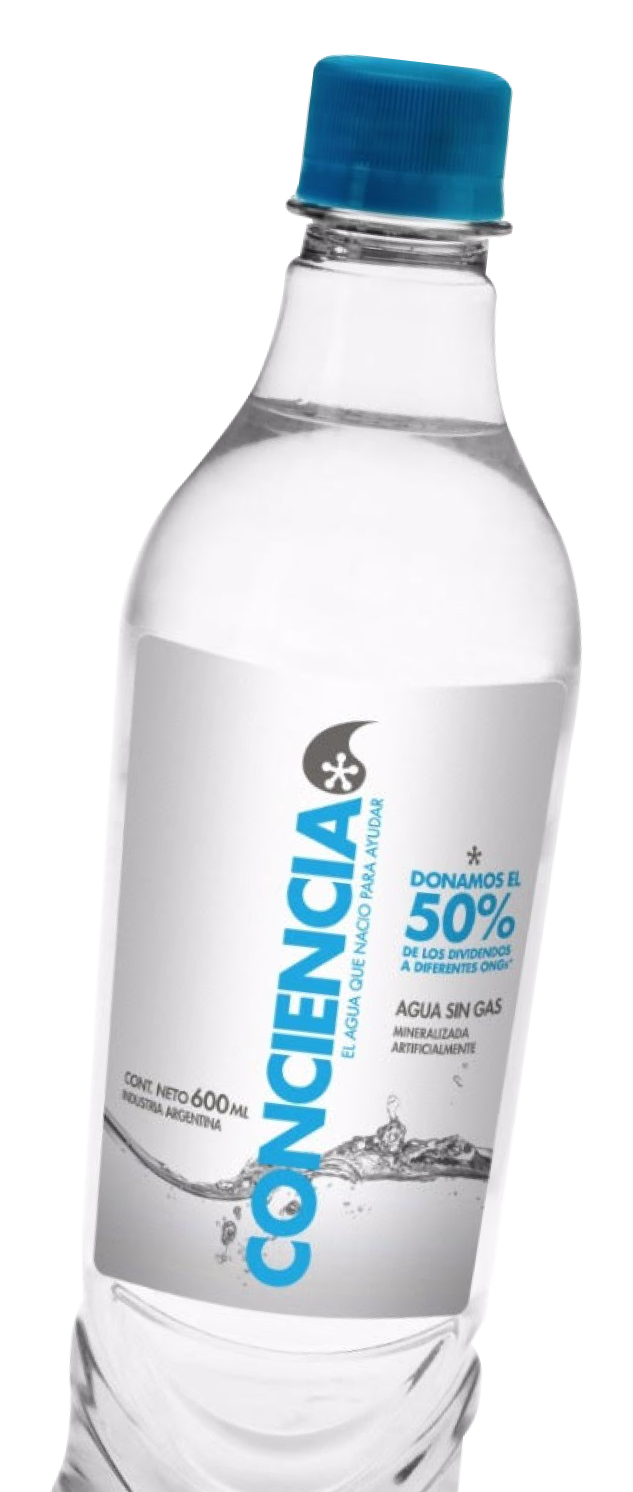 CONCIENCIA
EL AGUA QUE NACIO PARA AYUDAR
*
DONAMOS EL
50%
DE LOS DIVIDENDOS
A DIFERENTES ONGs*
AGUA SIN GAS
MINERALIZADA
ARTIFICIALMENTE
CONT. NETO 600 ML
INDUSTRIA ARGENTINA